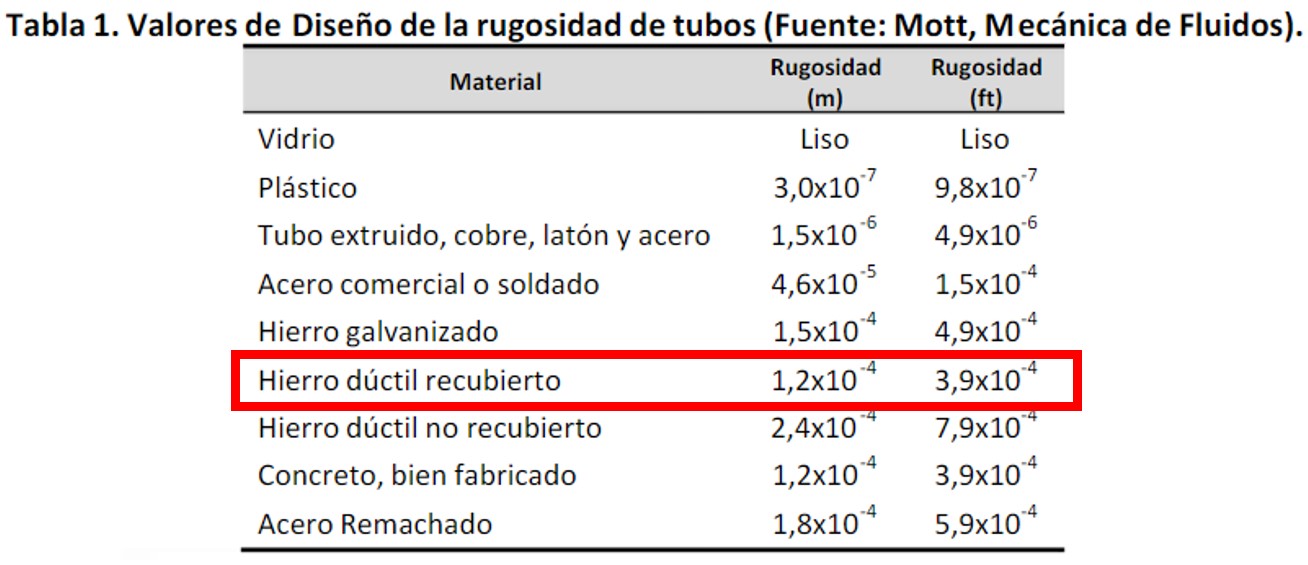 Tabla 1. Valores de Diseño de la rugosidad de tubos (Fuente: Mott, Mecánica de Fluidos).
Material Rugosidad (m) Rugosidad (ft)
Vidrio Liso Liso
Plástico 3,0x10⁻⁷ 9,8x10⁻⁷
Tubo extruido, cobre, latón y acero 1,5x10⁻⁶ 4,9x10⁻⁶
Acero comercial o soldado 4,6x10⁻⁵ 1,5x10⁻⁴
Hierro galvanizado 1,5x10⁻⁴ 4,9x10⁻⁴
Hierro dúctil recubierto 1,2x10⁻⁴ 3,9x10⁻⁴
Hierro dúctil no recubierto 2,4x10⁻⁴ 7,9x10⁻⁴
Concreto, bien fabricado 1,2x10⁻⁴ 3,9x10⁻⁴
Acero Remachado 1,8x10⁻⁴ 5,9x10⁻⁴